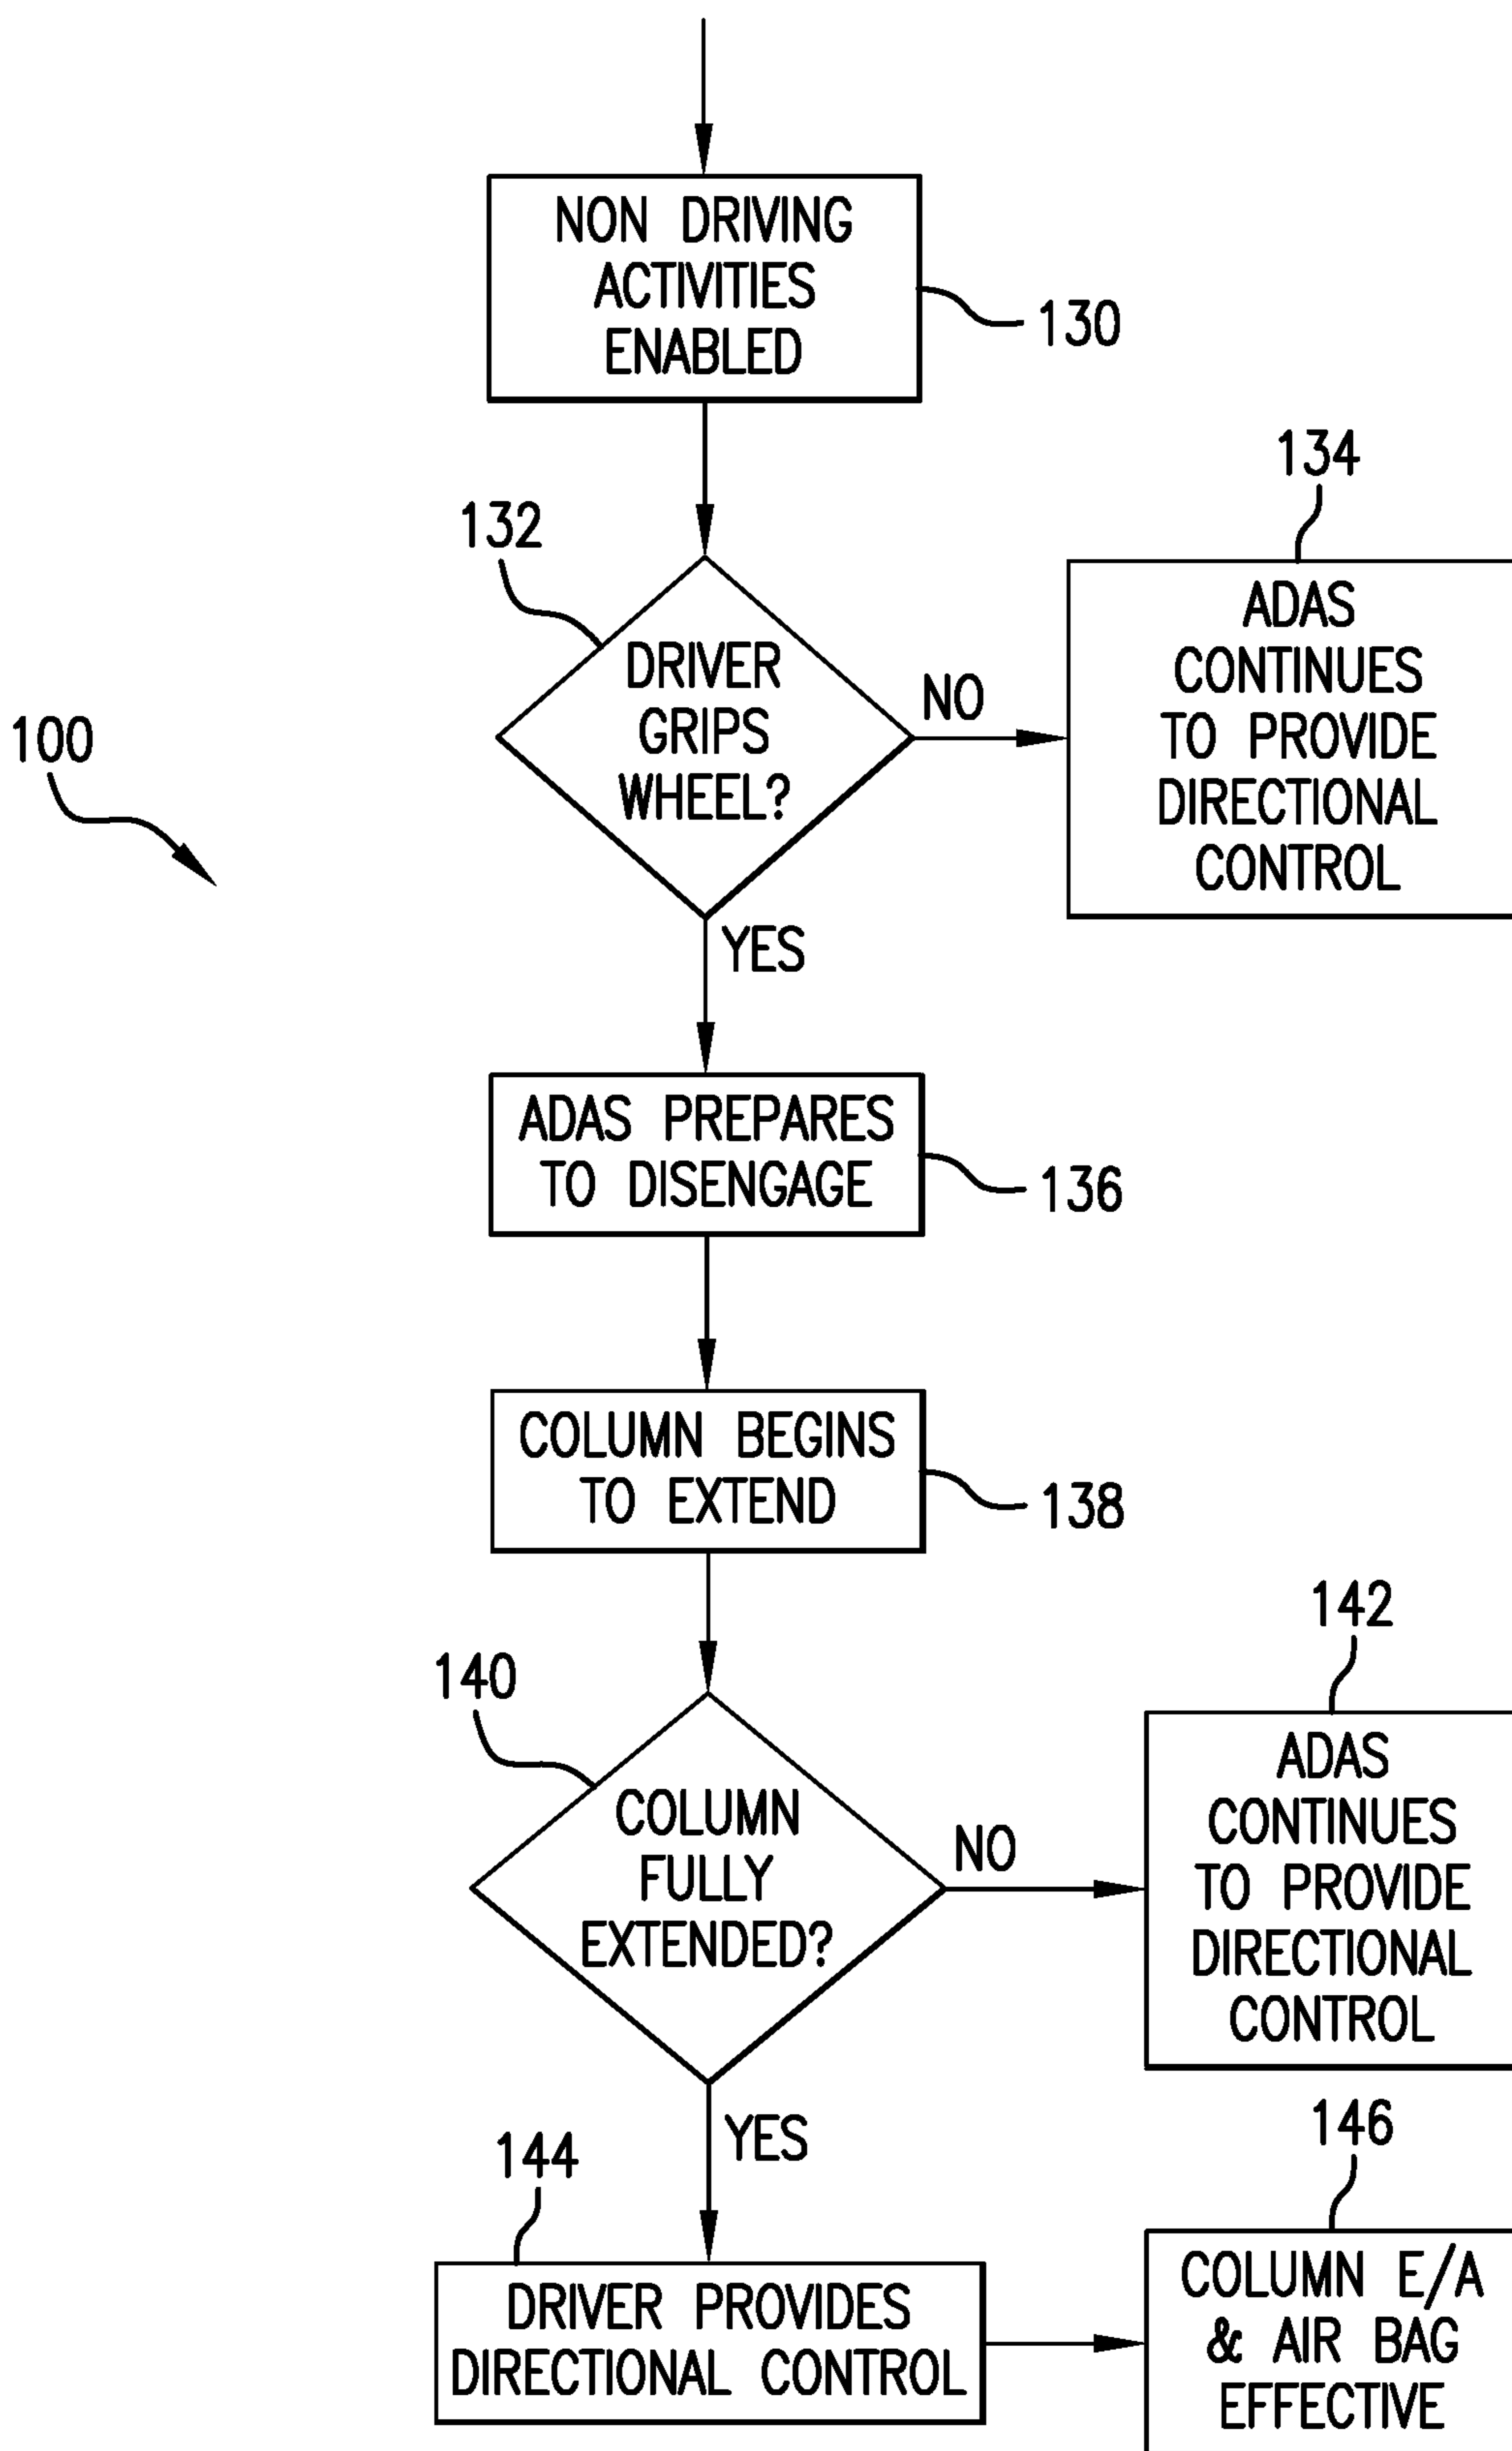 NON DRIVING
ACTIVITIES
ENABLED
130
134
132
ADAS
CONTINUES
TO PROVIDE
DIRECTIONAL
CONTROL
DRIVER
GRIPS
WHEEL?
NO
100
YES
ADAS PREPARES
TO DISENGAGE
136
COLUMN BEGINS
TO EXTEND
138
142
140
ADAS
CONTINUES
TO PROVIDE
DIRECTIONAL
CONTROL
COLUMN
FULLY
EXTENDED?
NO
YES
146
144
DRIVER PROVIDES
DIRECTIONAL CONTROL
COLUMN E/A
& AIR BAG
EFFECTIVE